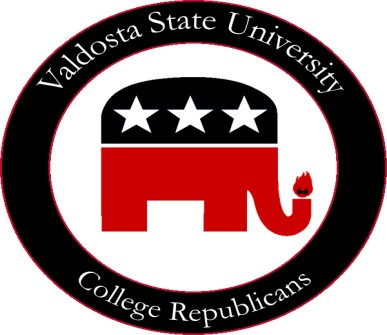 Valdosta State University
College Republicans